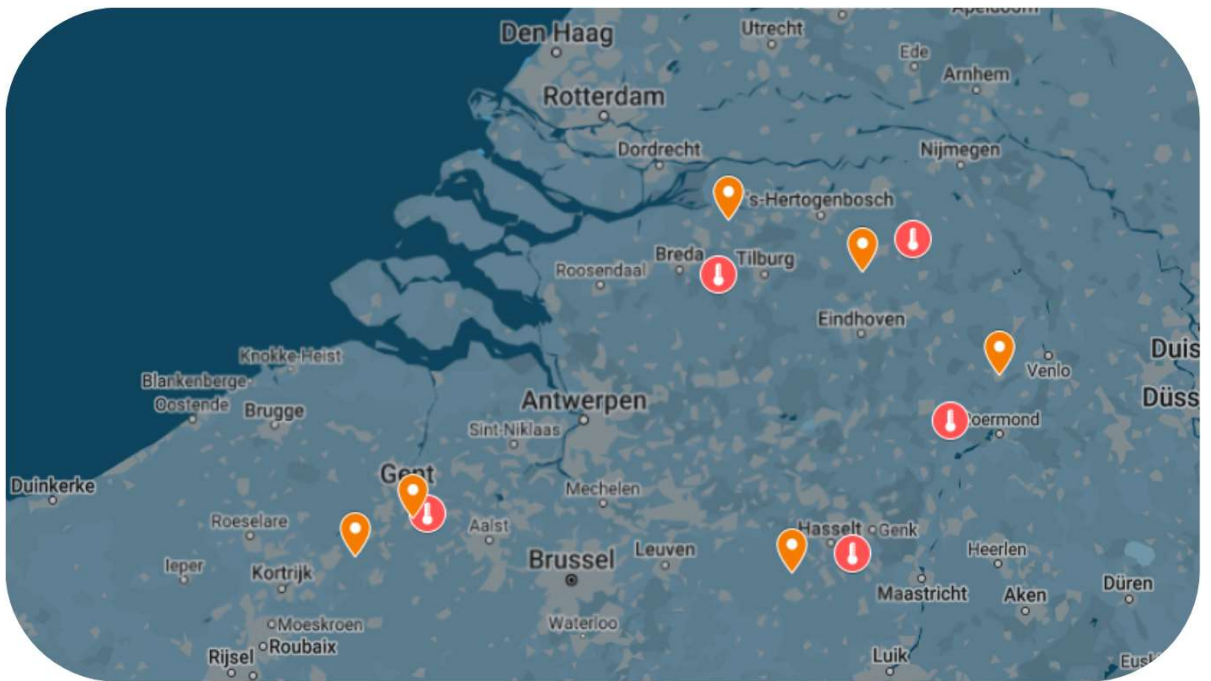 Apeldoorn
Den Haag
Utrecht
Ede
Arnhem
Rotterdam
Dordrecht
Nijmegen
's-Hertogenbosch
Breda
Tilburg
Roosendaal
Eindhoven
Knokke-Heist
Duis
Venlo
Blankenberge-
Oostende
Brugge
Antwerpen
Düss
Sint-Niklaas
oermond
Gent
Duinkerke
Mechelen
Roeselare
Aalst
Hasselt
Genk
Brussel
Leuven
Heerlen
Ieper
Kortrijk
Maastricht
Aken
Düren
Moeskroen
Waterloo
Roubaix
Rijsel
Luik
Eusk